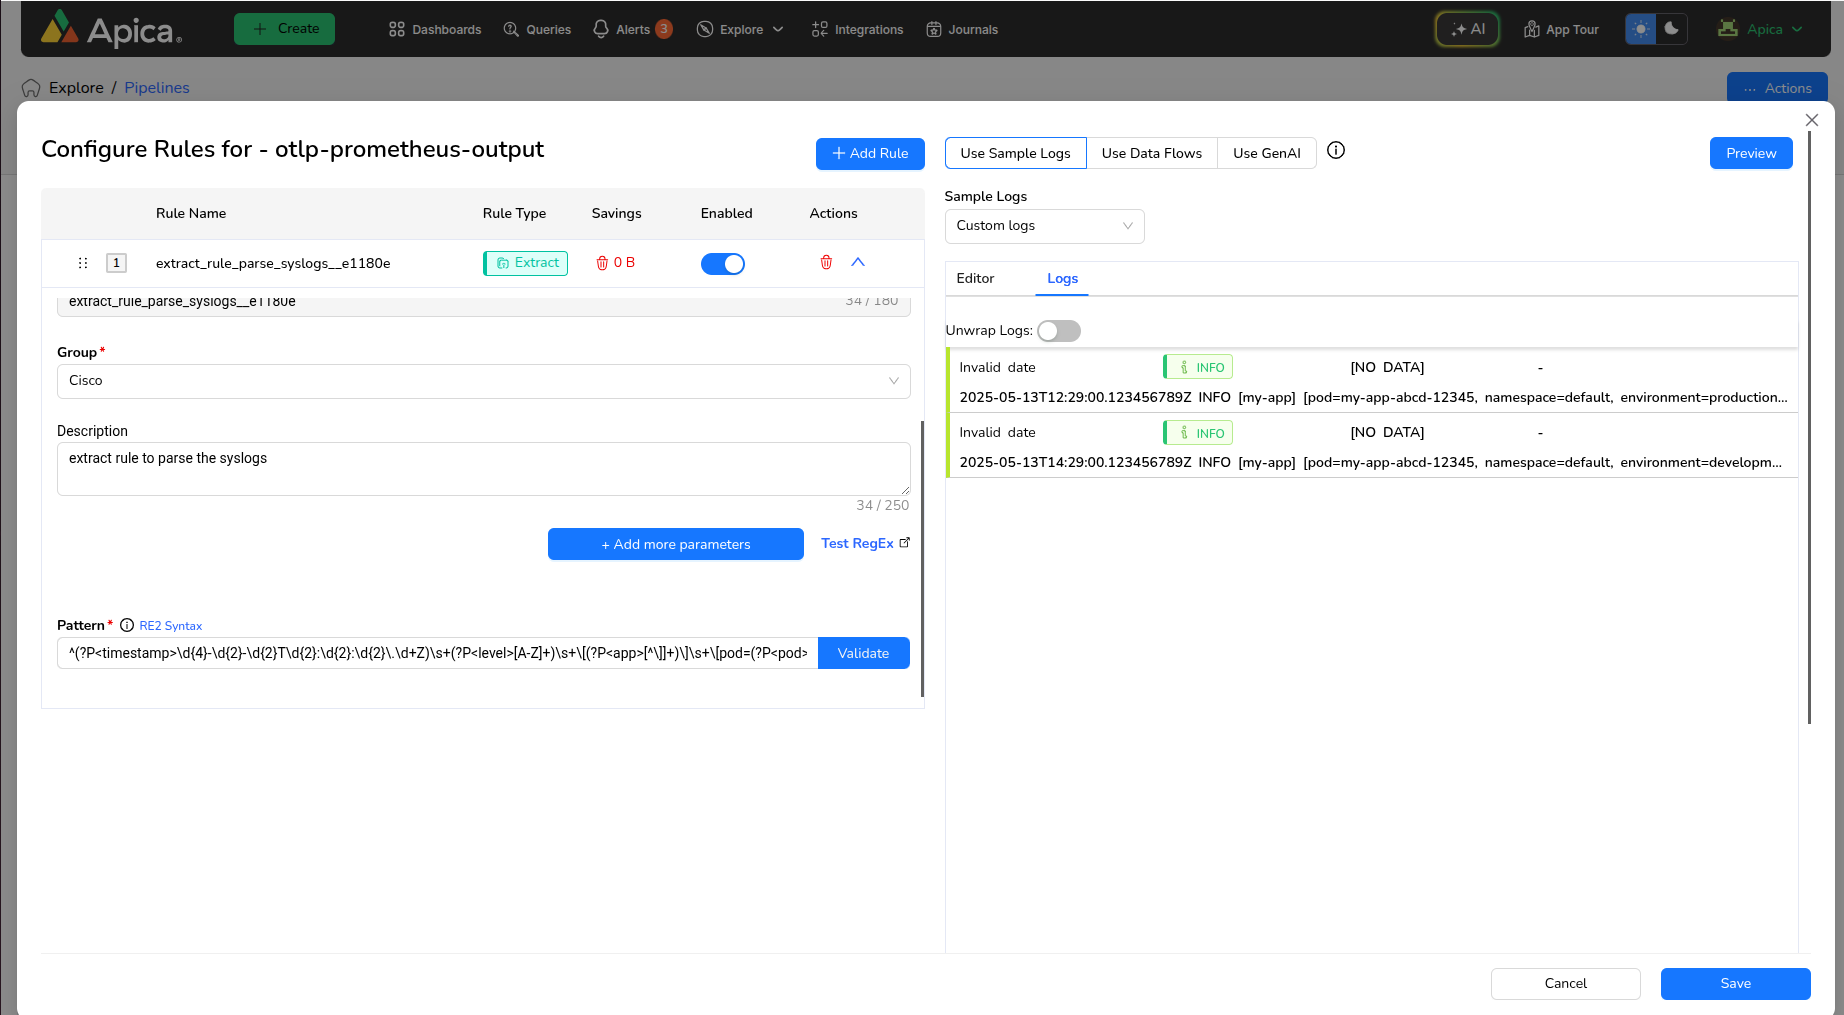 Apica
Create
Dashboards
Queries
Alerts 3
Explore
Integrations
Journals
AI
App Tour
Apica
Explore / Pipelines
... Actions
Configure Rules for - otlp-prometheus-output
+ Add Rule
Use Sample Logs
Use Data Flows
Use GenAI
Preview
Rule Name Rule Type Savings Enabled Actions
1 extract_rule_parse_syslogs__e1180e Extract 0 B
extract_rule_parse_syslogs__e1180e 34 / 180
Group *
Cisco
Description
extract rule to parse the syslogs
34 / 250
+ Add more parameters
Test RegEx
Pattern * RE2 Syntax
^(?P<timestamp>\d{4}-\d{2}-\d{2}T\d{2}:\d{2}:\d{2}\.\d+Z)\s+(?P<level>[A-Z]+)\s+\[(?P<app>[^\]]+)\]\s+\[pod=(?P<pod>
Validate
Sample Logs
Custom logs
Editor
Logs
Unwrap Logs:
Invalid date INFO [NO DATA] -
2025-05-13T12:29:00.123456789Z INFO [my-app] [pod=my-app-abcd-12345, namespace=default, environment=production...
Invalid date INFO [NO DATA] -
2025-05-13T14:29:00.123456789Z INFO [my-app] [pod=my-app-abcd-12345, namespace=default, environment=developm...
Cancel
Save